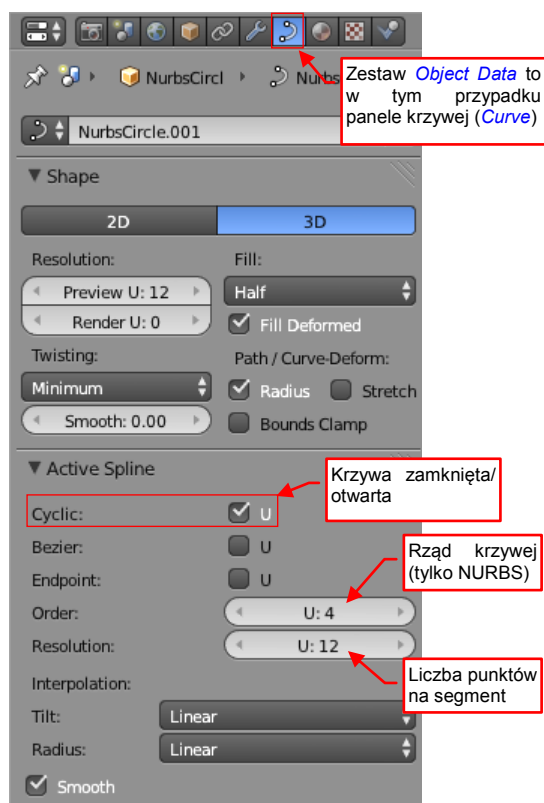 NurbsCircl
Nurbs
Zestaw Object Data to
w tym przypadku
panele krzywej (Curve)
NurbsCircle.001
Shape
2D 3D
Resolution: Fill:
Preview U: 12 Half
Render U: 0 Fill Deformed
Twisting: Path / Curve-Deform:
Minimum Radius Stretch
Smooth: 0.00 Bounds Clamp
Active Spline
Krzywa zamknięta/
otwarta
Cyclic: U
Bezier: U
Rząd krzywej
(tylko NURBS)
Endpoint: U
Order: U: 4
Resolution: U: 12
Liczba punktów
na segment
Interpolation:
Tilt: Linear
Radius: Linear
Smooth